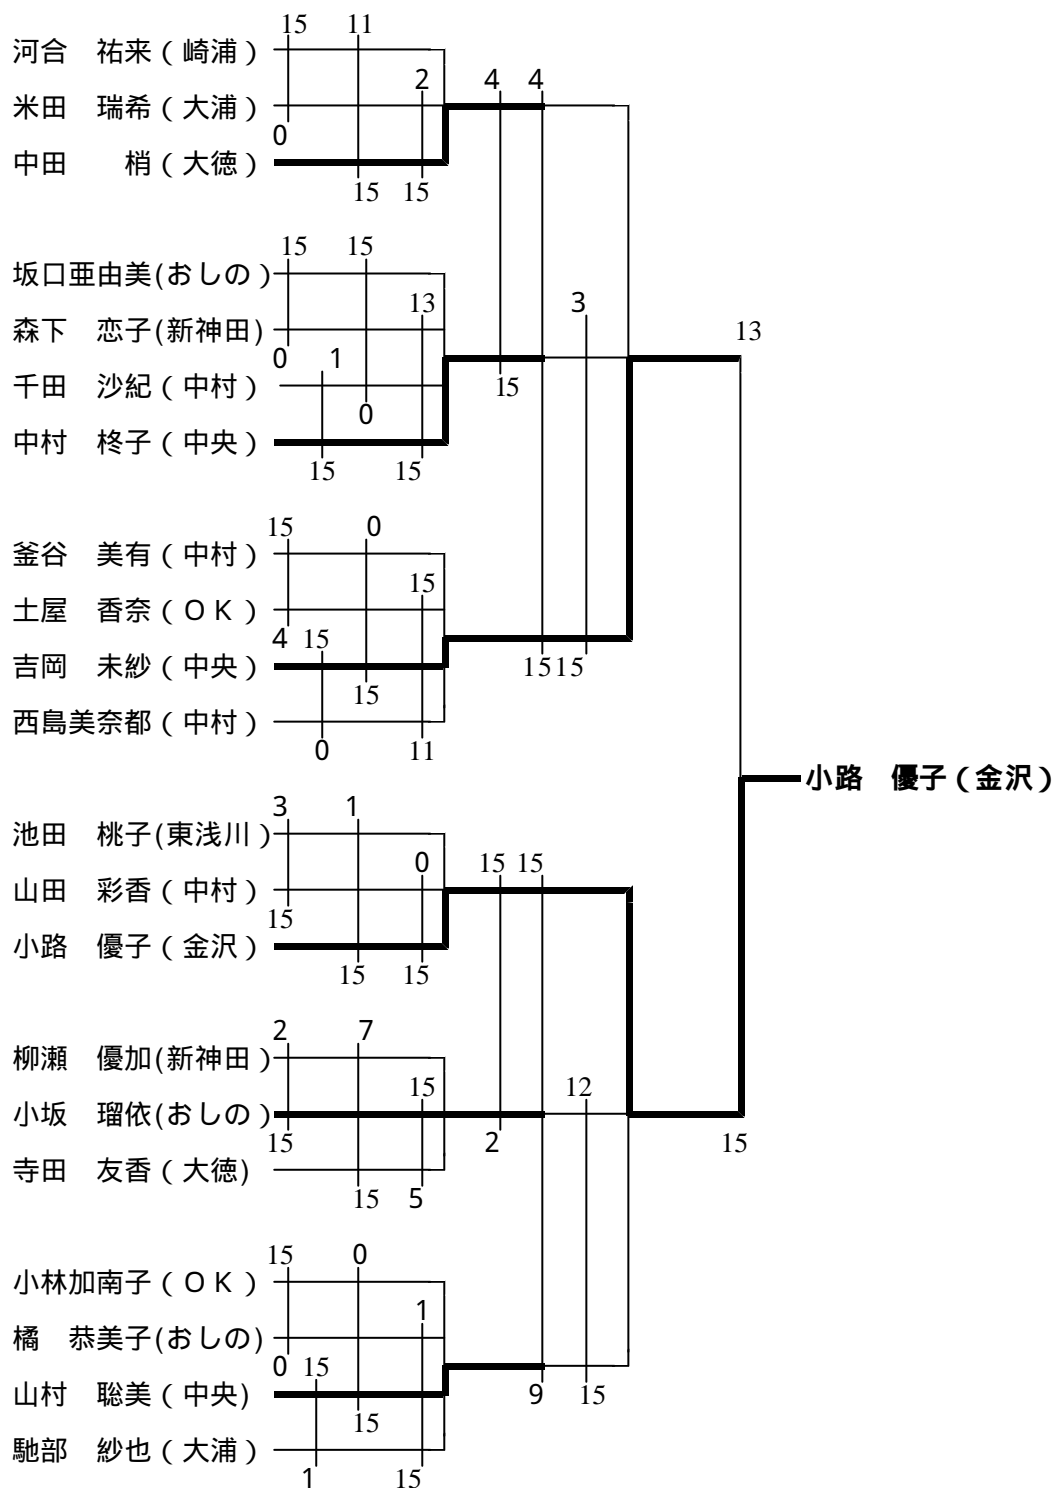 15 11
河合　祐来（崎浦）
2 4 4
米田　瑞希（大浦）
0
中田　　梢（大徳）
15 15
15 15
坂口亜由美(おしの）
13 3
森下　恋子(新神田)
13
0 1
千田　沙紀（中村）
15
0
中村　柊子（中央）
15 15
15 0
釜谷　美有（中村）
15
土屋　香奈（ＯＫ）
4 15
吉岡　未紗（中央）
15 15
15
西島美奈都（中村）
0 11
小路　優子（金沢）
3 1
池田　桃子(東浅川）
0 15 15
山田　彩香（中村）
15
小路　優子（金沢）
15 15
2 7
柳瀬　優加(新神田）
15 12
小坂　瑠依(おしの）
15 2 15
寺田　友香（大徳)
15 5
15 0
小林加南子（ＯＫ）
1
橘　恭美子(おしの)
0 15
山村　聡美（中央)
9 15
15
馳部　紗也（大浦）
1 15